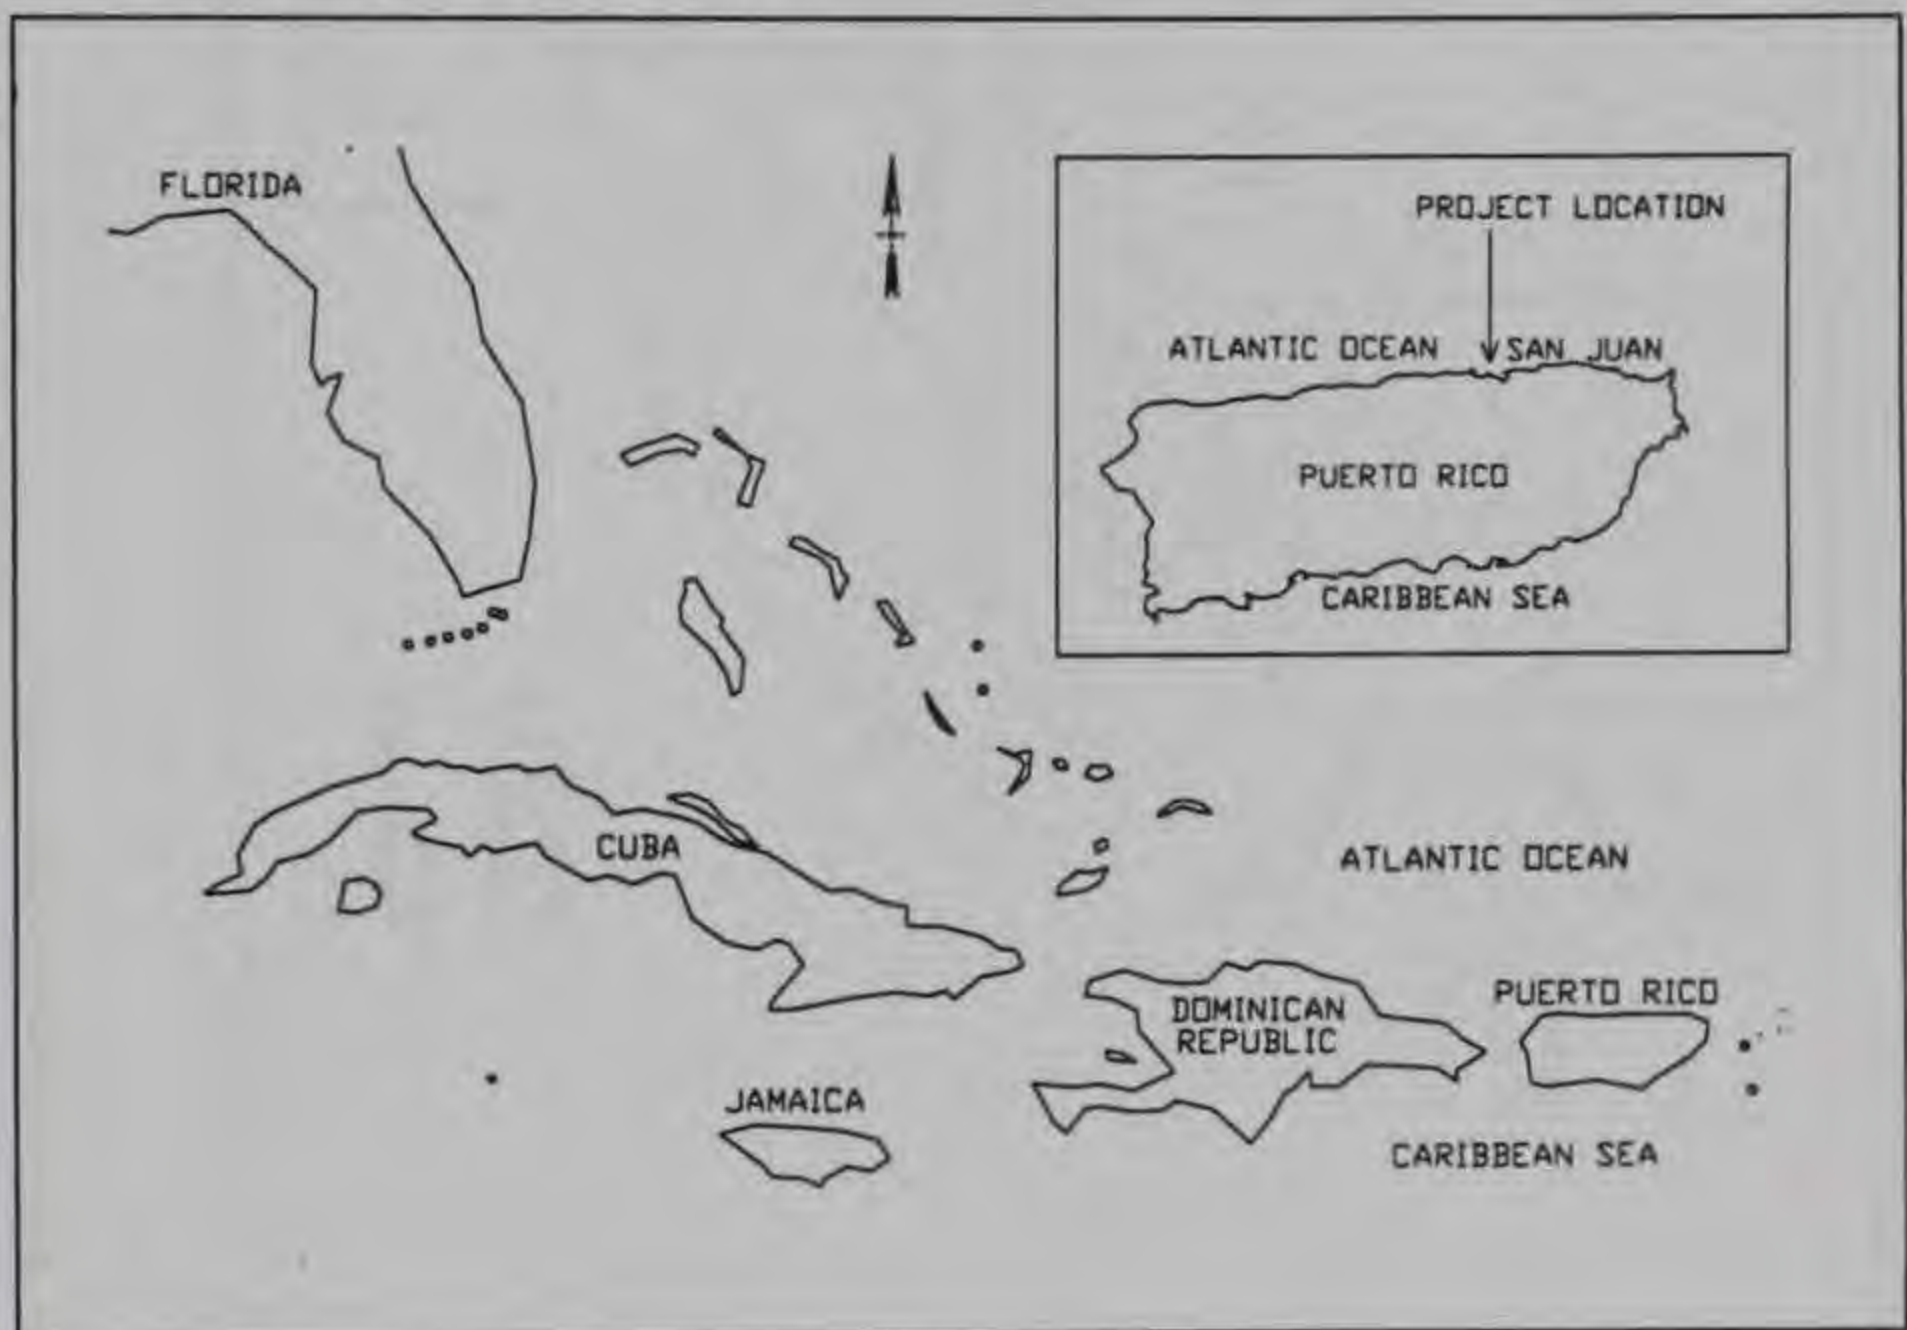 FLORIDA
PROJECT LOCATION
ATLANTIC OCEAN
SAN JUAN
PUERTO RICO
CARIBBEAN SEA
CUBA
ATLANTIC OCEAN
DOMINICAN
REPUBLIC
PUERTO RICO
JAMAICA
CARIBBEAN SEA